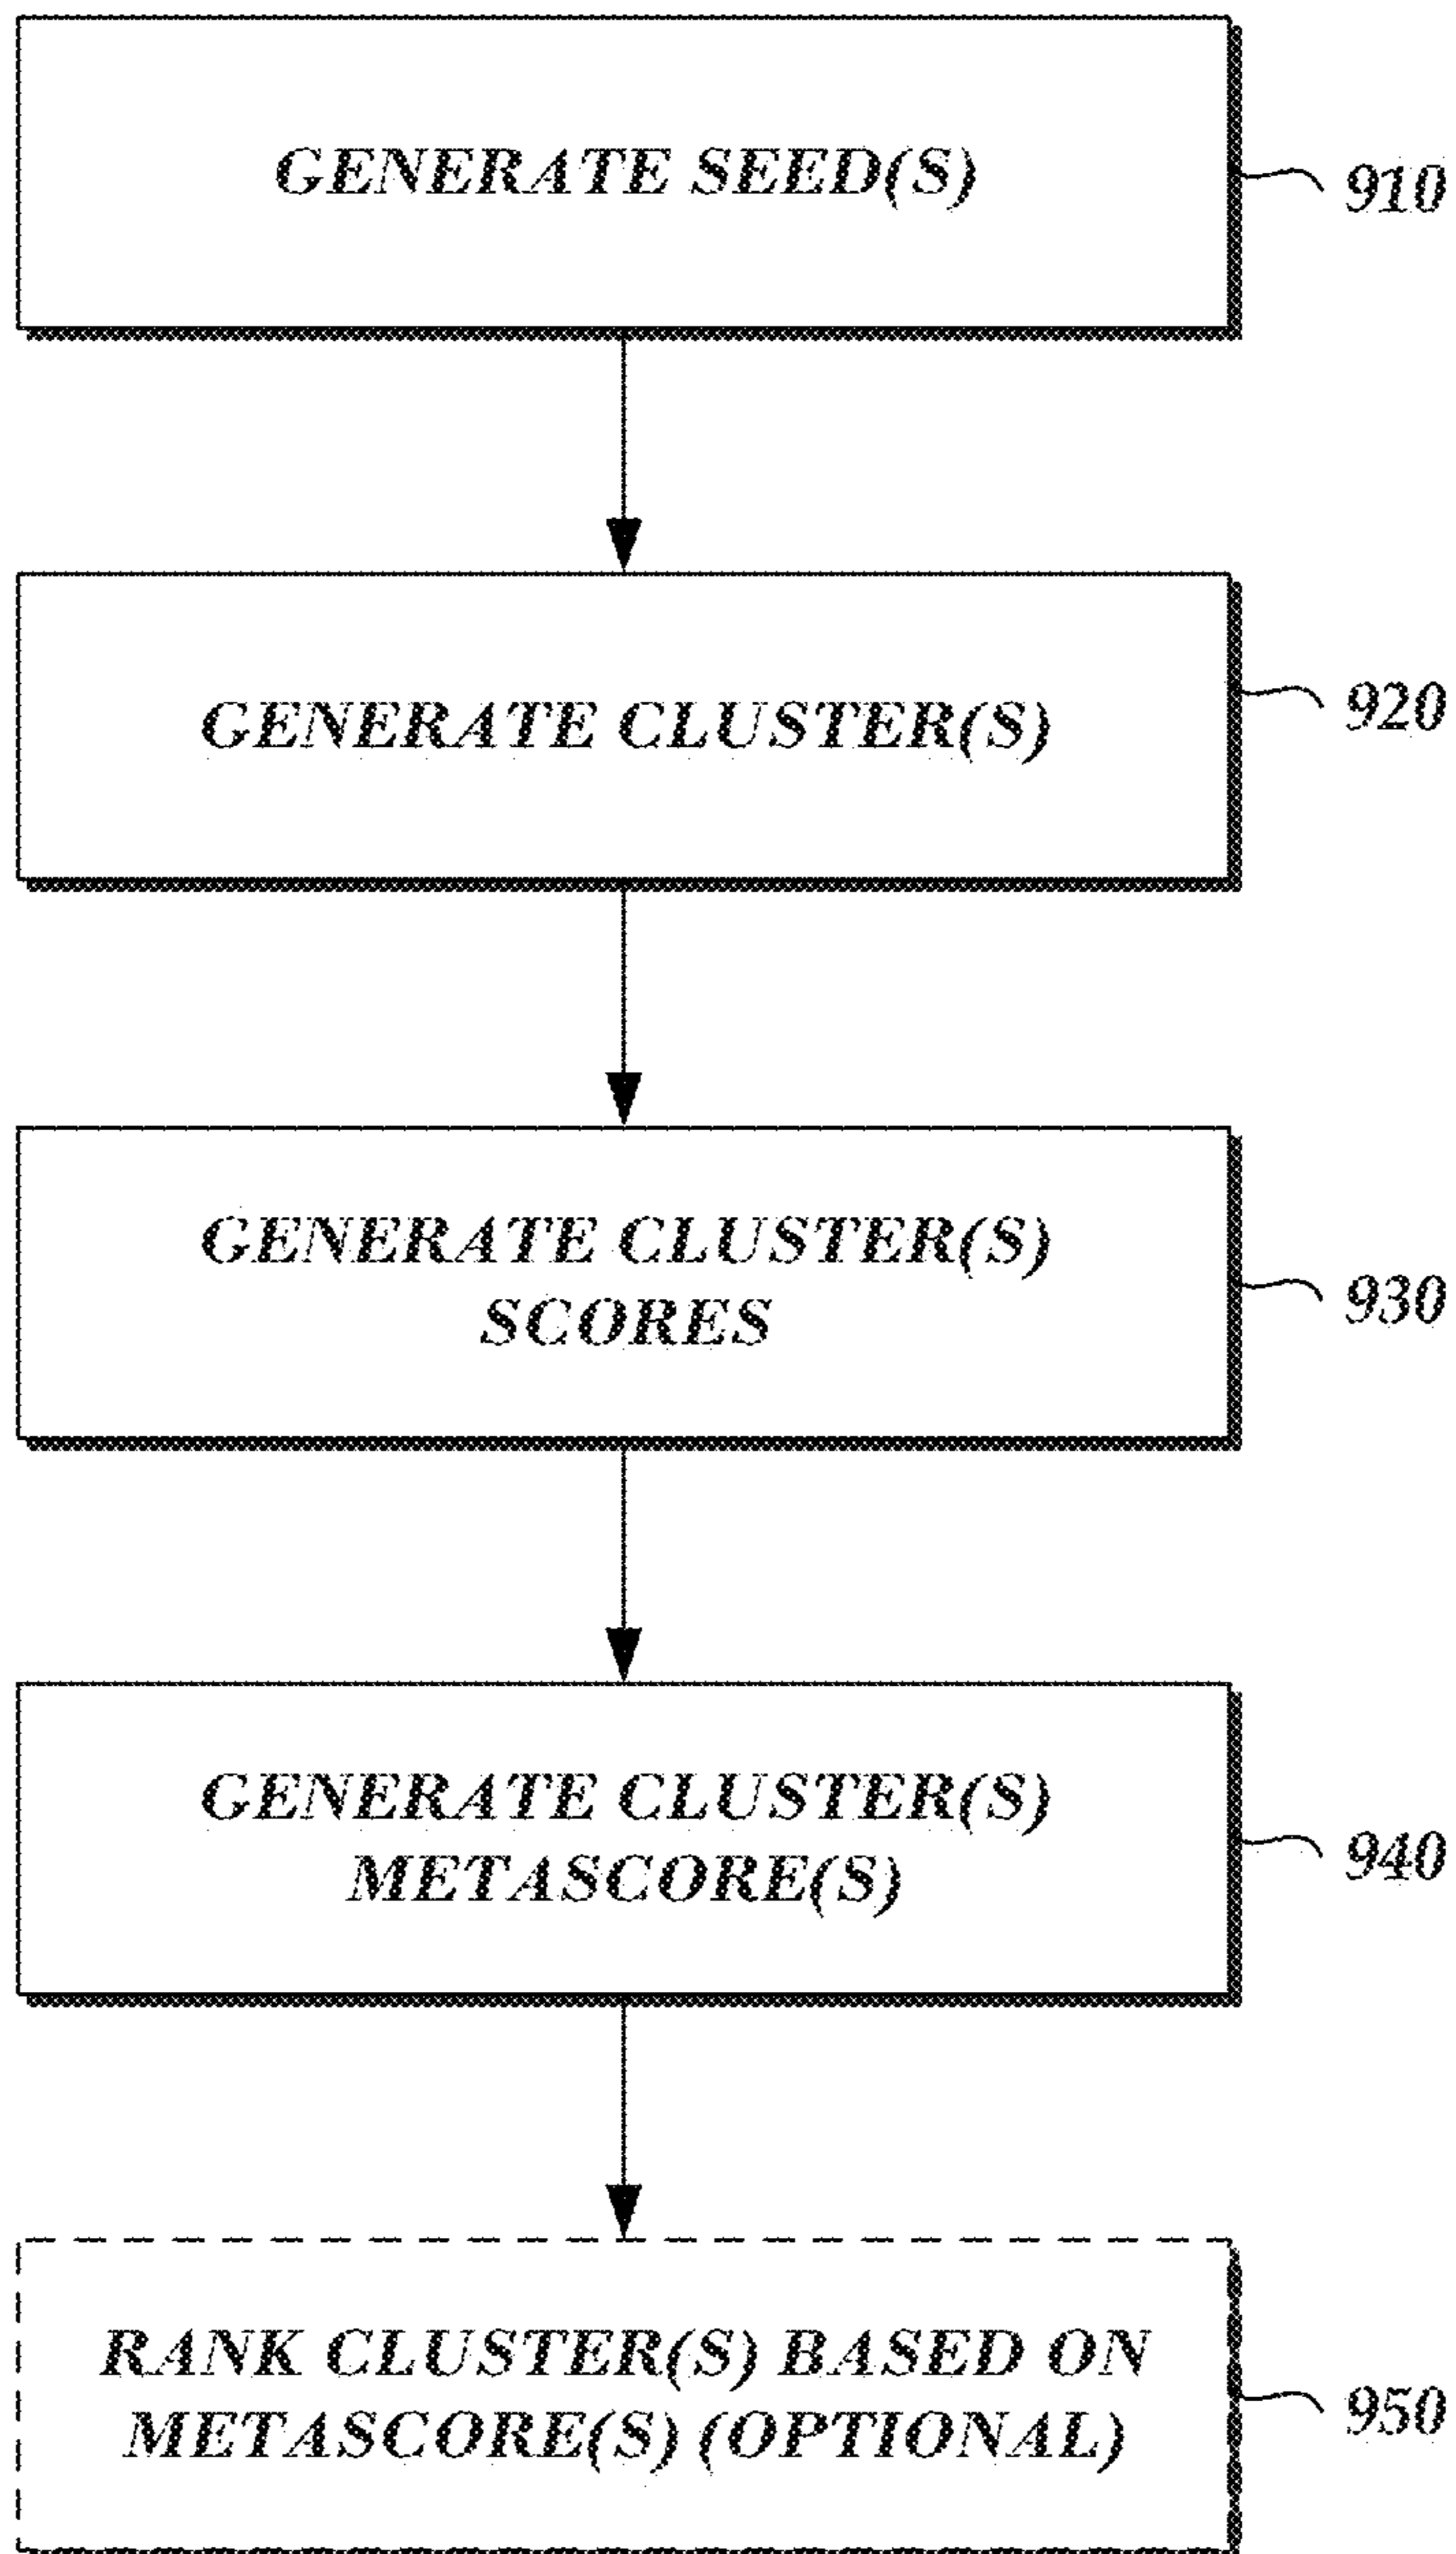 GENERATE SEED(S)
910
GENERATE CLUSTER(S)
920
GENERATE CLUSTER(S)
SCORES
930
GENERATE CLUSTER(S)
METASCORE(S)
940
RANK CLUSTER(S) BASED ON
METASCORE(S) (OPTIONAL)
950